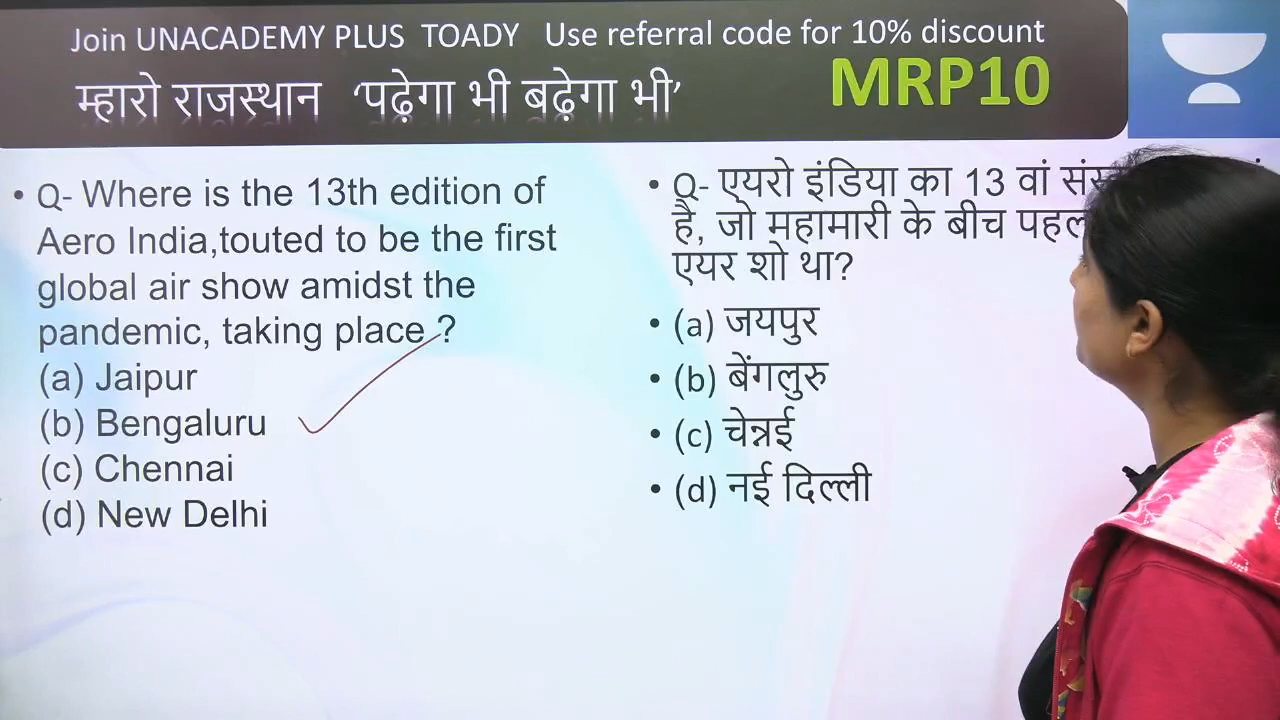 Join UNACADEMY PLUS TOADY Use referral code for 10% discount
म्हारो राजस्थान ‘पढ़ेगा भी बढ़ेगा भी’
MRP10
• Q- Where is the 13th edition of
Aero India,touted to be the first
global air show amidst the
pandemic, taking place ?
(a) Jaipur
(b) Bengaluru
(c) Chennai
(d) New Delhi
• Q- एयरो इंडिया का 13 वां
है, जो महामारी के बीच
एयर शो था?
• (a) जयपुर
• (b) बेंगलुरु
• (c) चेन्नई
• (d) नई दिल्ली